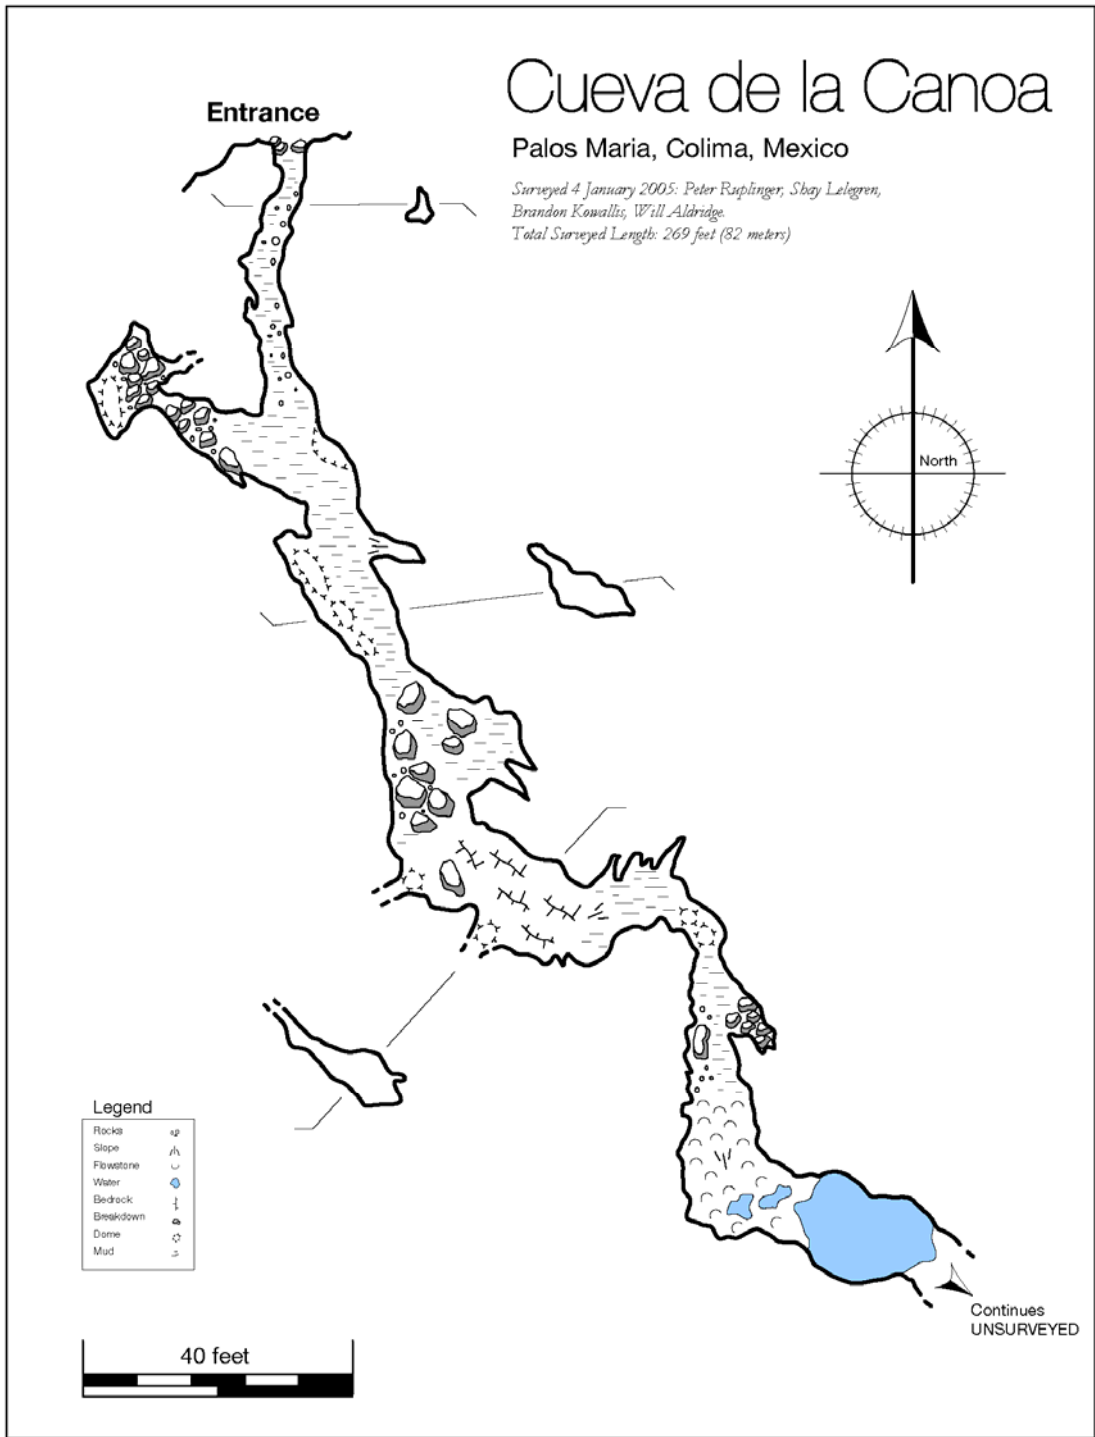 Cueva de la Canoa
Entrance
Palos Maria, Colima, Mexico
Surveyed 4 January 2005: Peter Ruplinger, Shay Lelegren,
Brandon Kowallis, Will Aldridge.
Total Surveyed Length: 269 feet (82 meters)
North
Legend
Rocks
Slope
Flowstone
Water
Bedrock
Breakdown
Dome
Mud
Continues
UNSURVEYED
40 feet